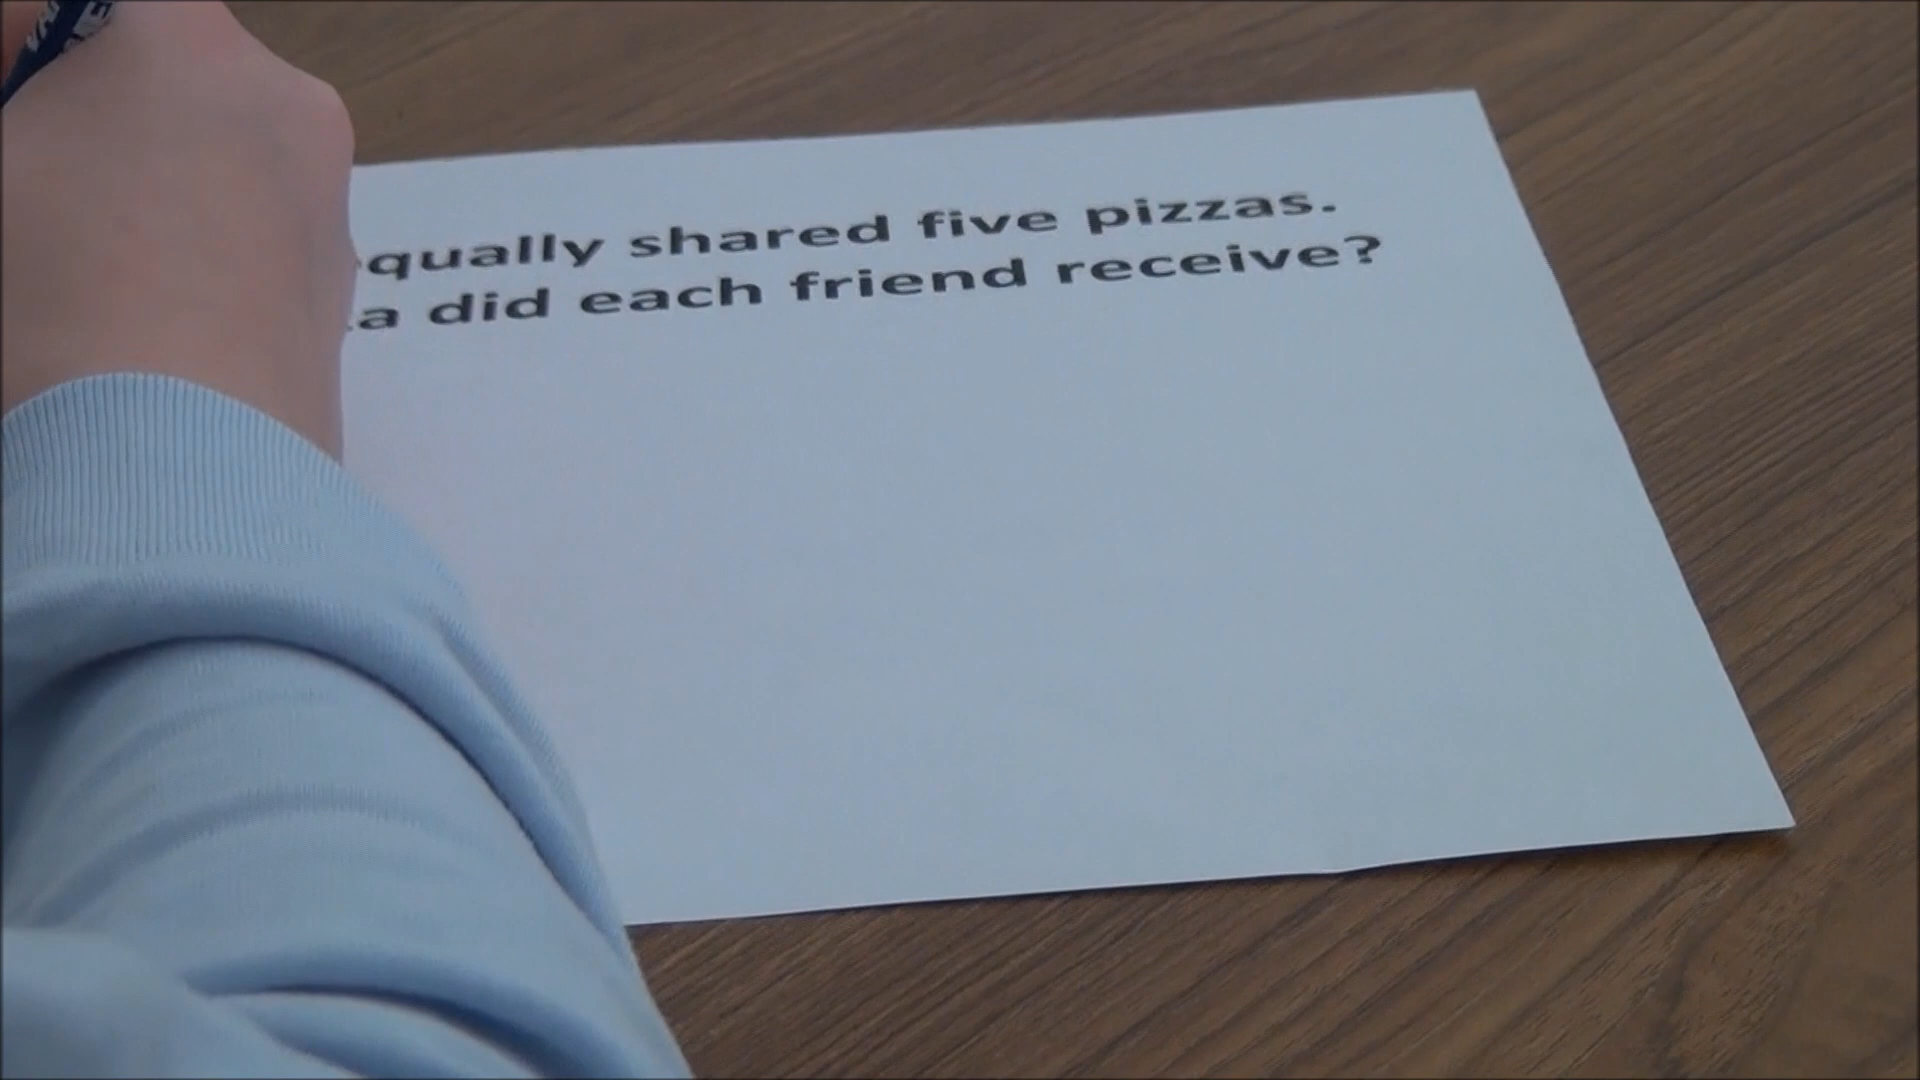 qually shared five pizzas.
a did each friend receive?